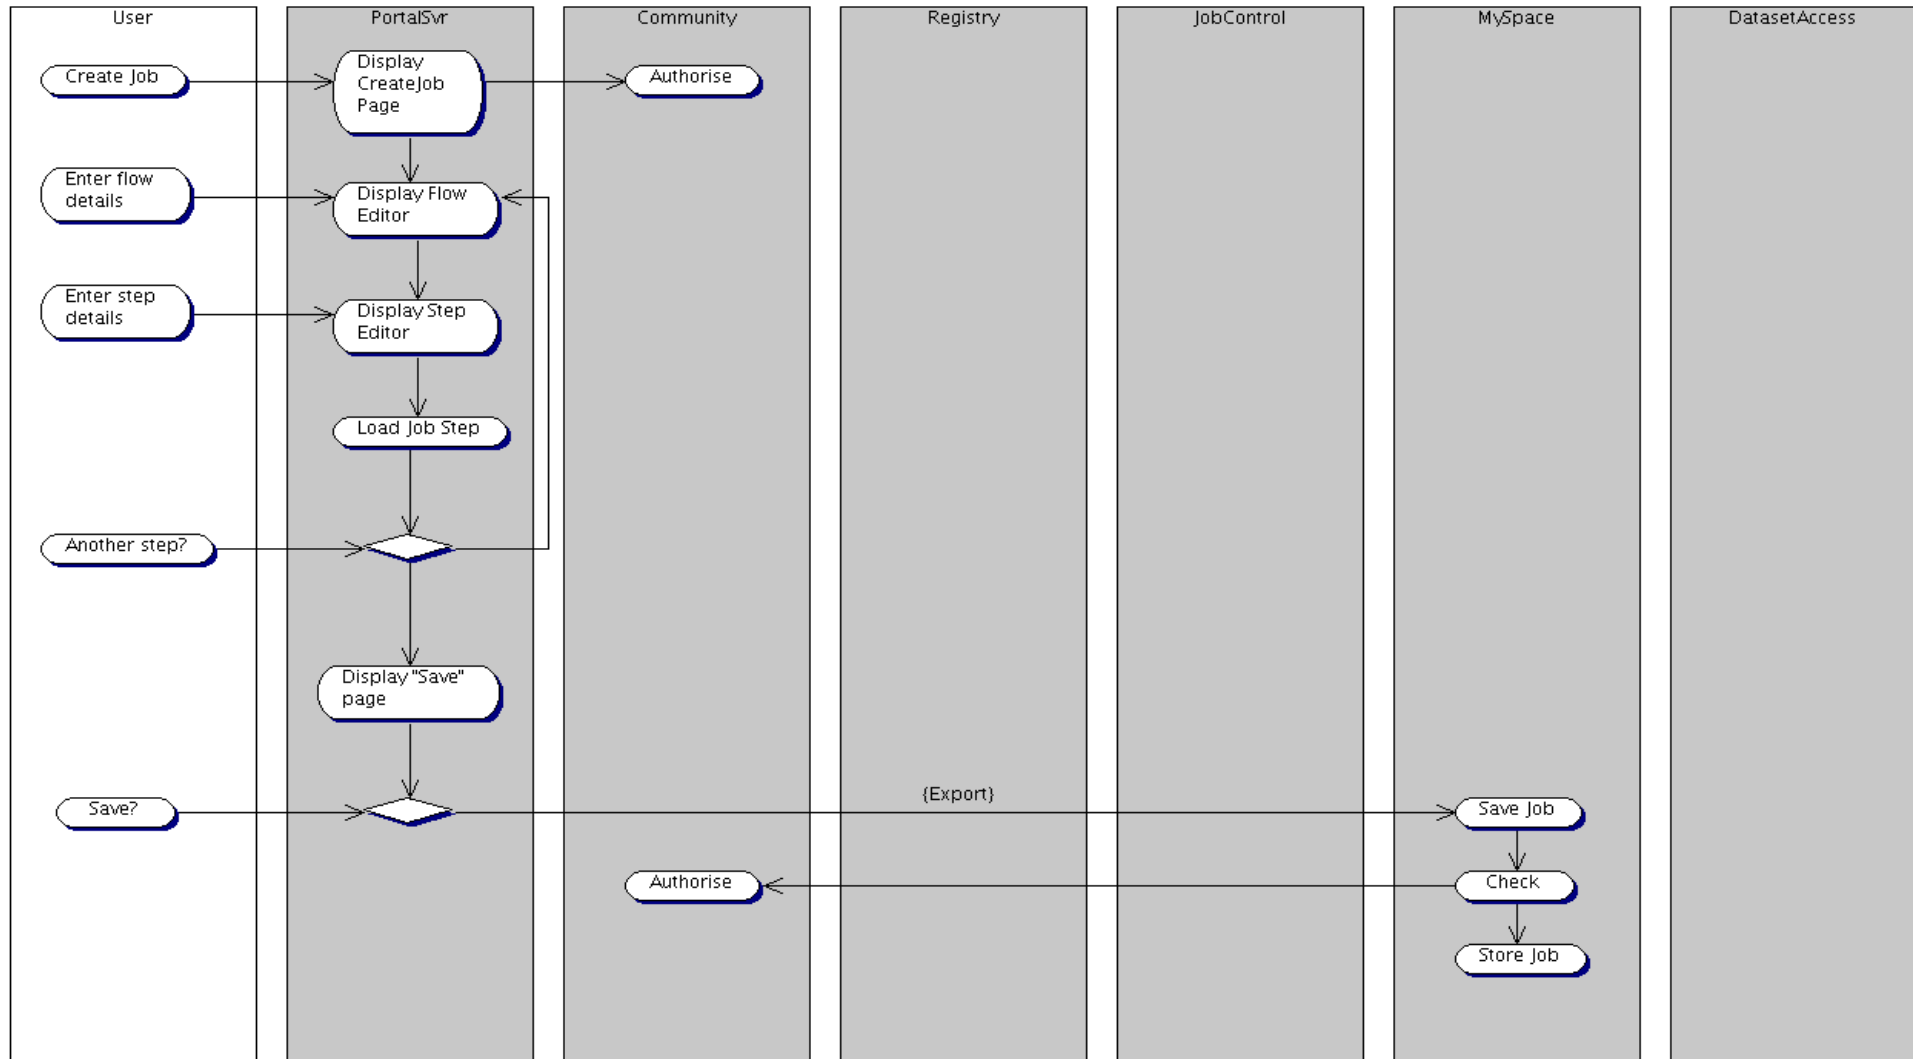 User
PortalSvr
Community
Registry
JobControl
MySpace
DatasetAccess
Create Job
Display
CreateJob
Page
Authorise
Enter flow
details
Display Flow
Editor
Enter step
details
Display Step
Editor
Load Job Step
Another step?
Display "Save"
page
Save?
{Export}
Save Job
Authorise
Check
Store Job